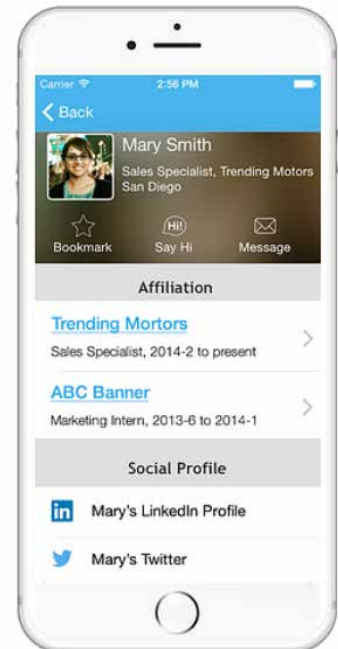 Carrier 2:56 PM
Back
Mary Smith
Sales Specialist, Trending Motors
San Diego
Hi!
Bookmark Say Hi Message
Affiliation
Trending Mortors
Sales Specialist, 2014-2 to present
ABC Banner
Marketing Intern, 2013-6 to 2014-1
Social Profile
in Mary's LinkedIn Profile
Mary's Twitter